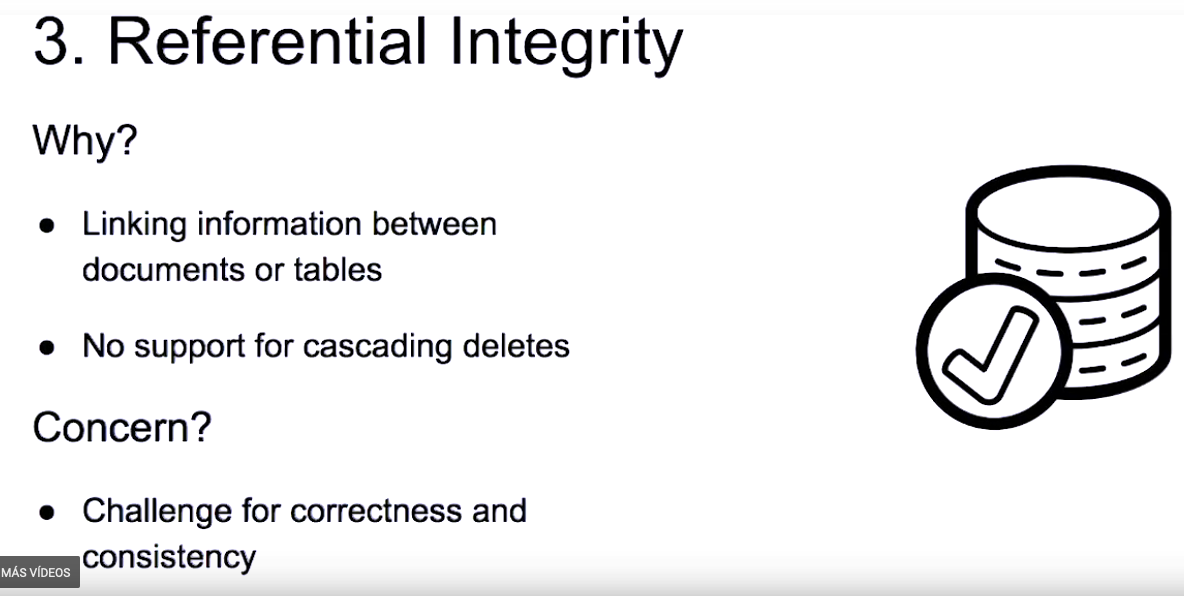 3. Referential Integrity
Why?
● Linking information between
documents or tables
● No support for cascading deletes
Concern?
● Challenge for correctness and
consistency
MÁS VÍDEOS